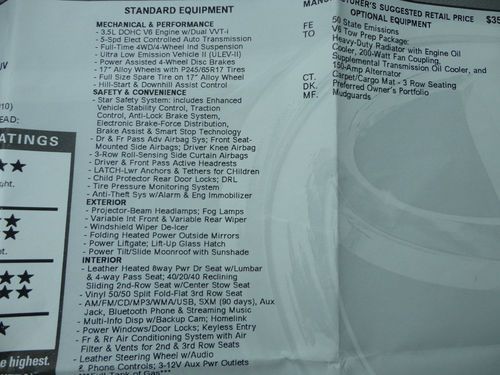 STANDARD EQUIPMENT
MECHANICAL & PERFORMANCE
- 3.5L DOHC V6 Engine w/Dual VVT-i
- 5-Spd Elect Controlled Auto Transmission
- Full-Time 4WD/4-Wheel Ind Suspension
- Ultra Low Emission Vehicle II (ULEV-II)
- Power Assisted 4-Wheel Disc Brakes
- 17" Alloy Wheels with P245/65R17 Tires
- Full Size Spare Tire on 17" Alloy Wheel
- Hill-Start & Downhill Assist Control
SAFETY & CONVENIENCE
- Star Safety System: includes Enhanced
Vehicle Stability Control, Traction
Control, Anti-Lock Brake System,
Electronic Brake-Force Distribution,
Brake Assist & Smart Stop Technology
- Dr & Fr Pass Adv Airbag Sys; Front Seat-
Mounted Side Airbags; Driver Knee Airbag
- 3-Row Roll-Sensing Side Curtain Airbags
- Driver & Front Pass Active Headrests
- LATCH-Lwr Anchors & Tethers for CHildren
- Child Protector Rear Door Locks; DRL
- Tire Pressure Monitoring System
- Anti-Theft Sys w/Alarm & Eng Immobilizer
EXTERIOR
- Projector-Beam Headlamps; Fog Lamps
- Variable Int Front & Variable Rear Wiper
- Windshield Wiper De-Icer
- Folding Heated Power Outside Mirrors
- Power Liftgate; Lift-Up Glass Hatch
- Power Tilt/Slide Moonroof with Sunshade
INTERIOR
- Leather Heated 8way Pwr Dr Seat w/Lumbar
& 4-way Pass Seat; 40/20/40 Reclining
Sliding 2nd-Row Seat w/Center Stow Seat
- Vinyl 50/50 Split Fold-Flat 3rd Row Seat
- AM/FM/CD/MP3/WMA/USB, SXM (90 days), Aux
Jack, Bluetooth Phone & Streaming Music
- Multi-Info Disp w/Backup Cam; Homelink
- Power Windows/Door Locks; Keyless Entry
- Fr & Rr Air Conditioning System with Air
Filter & Vents for 2nd & 3rd Row Seats
- Leather Steering Wheel w/Audio
& Phone Controls; 3-12V Aux Pwr Outlets
***Full Tank of Gas***
MANUFACTURER'S SUGGESTED RETAIL PRICE
OPTIONAL EQUIPMENT
FE 50 State Emissions
TO V6 Tow Prep Package:
Heavy-Duty Radiator with Engine Oil
Cooler, 200-Watt Fan Coupling,
Supplemental Transmission Oil Cooler, and
150-Amp Alternator
CT. Carpet/Cargo Mat - 3 Row Seating
DK. Preferred Owner's Portfolio
MF. Mudguards
UV
10)
EAD:
ATINGS
ght.
e highest.